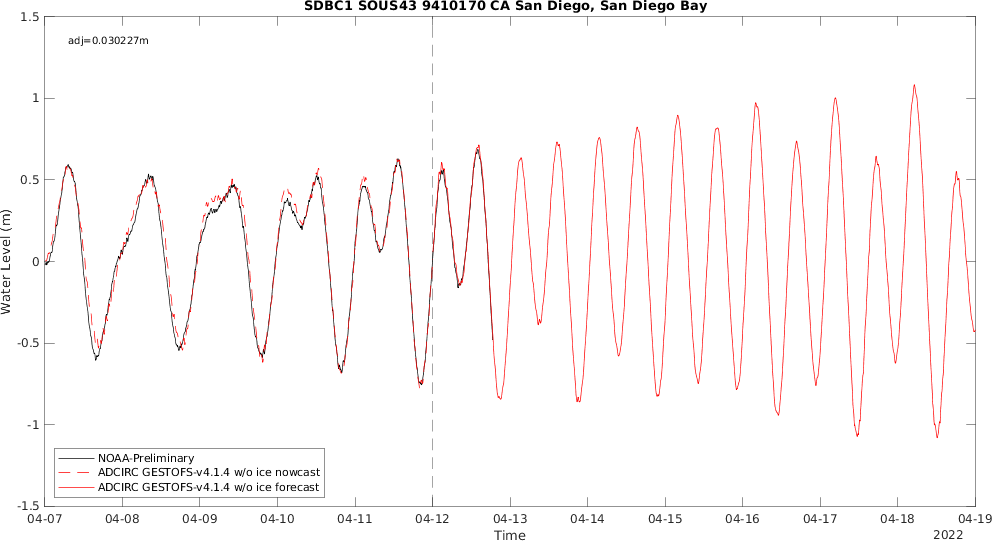 SDBC1 SOUS43 9410170 CA San Diego, San Diego Bay
adj=0.030227m
1.5
1
0.5
0
-0.5
-1
-1.5
Water Level (m)
NOAA-Preliminary
ADCIRC GESTOFS-v4.1.4 w/o ice nowcast
ADCIRC GESTOFS-v4.1.4 w/o ice forecast
04-07 04-08 04-09 04-10 04-11 04-12 04-13 04-14 04-15 04-16 04-17 04-18 04-19
Time
2022